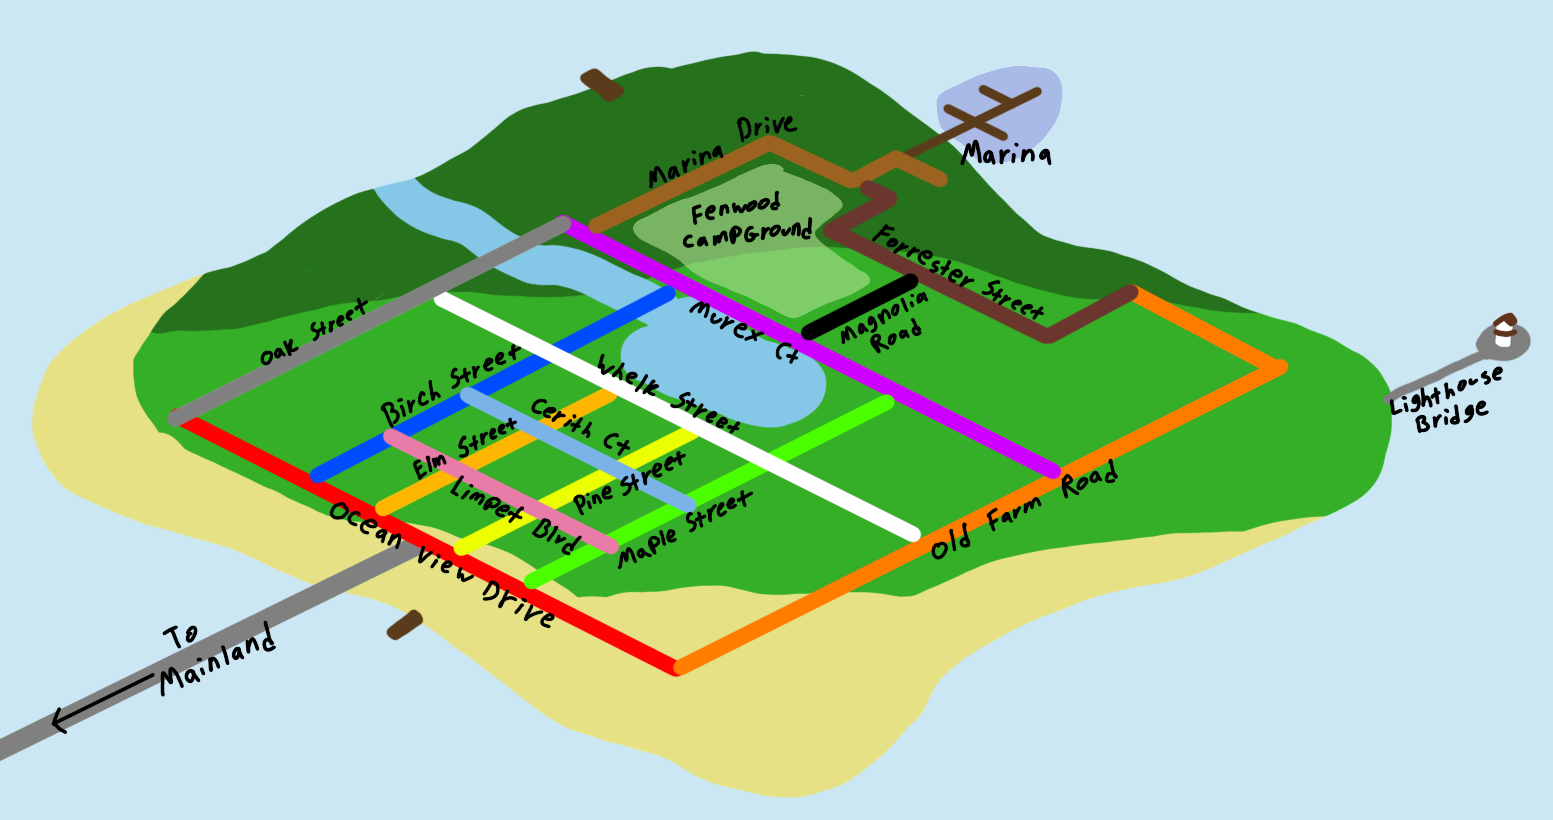 Marina Drive
Marina
Fenwood
CampGround
Forrester Street
Oak Street
Murex Ct
Magnolia
Road
Birch Street
Whelk Street
Lighthouse
Bridge
Cerith Ct
Elm Street
Limpet Blvd
Pine Street
Maple Street
Old Farm Road
Ocean View Drive
To
Mainland